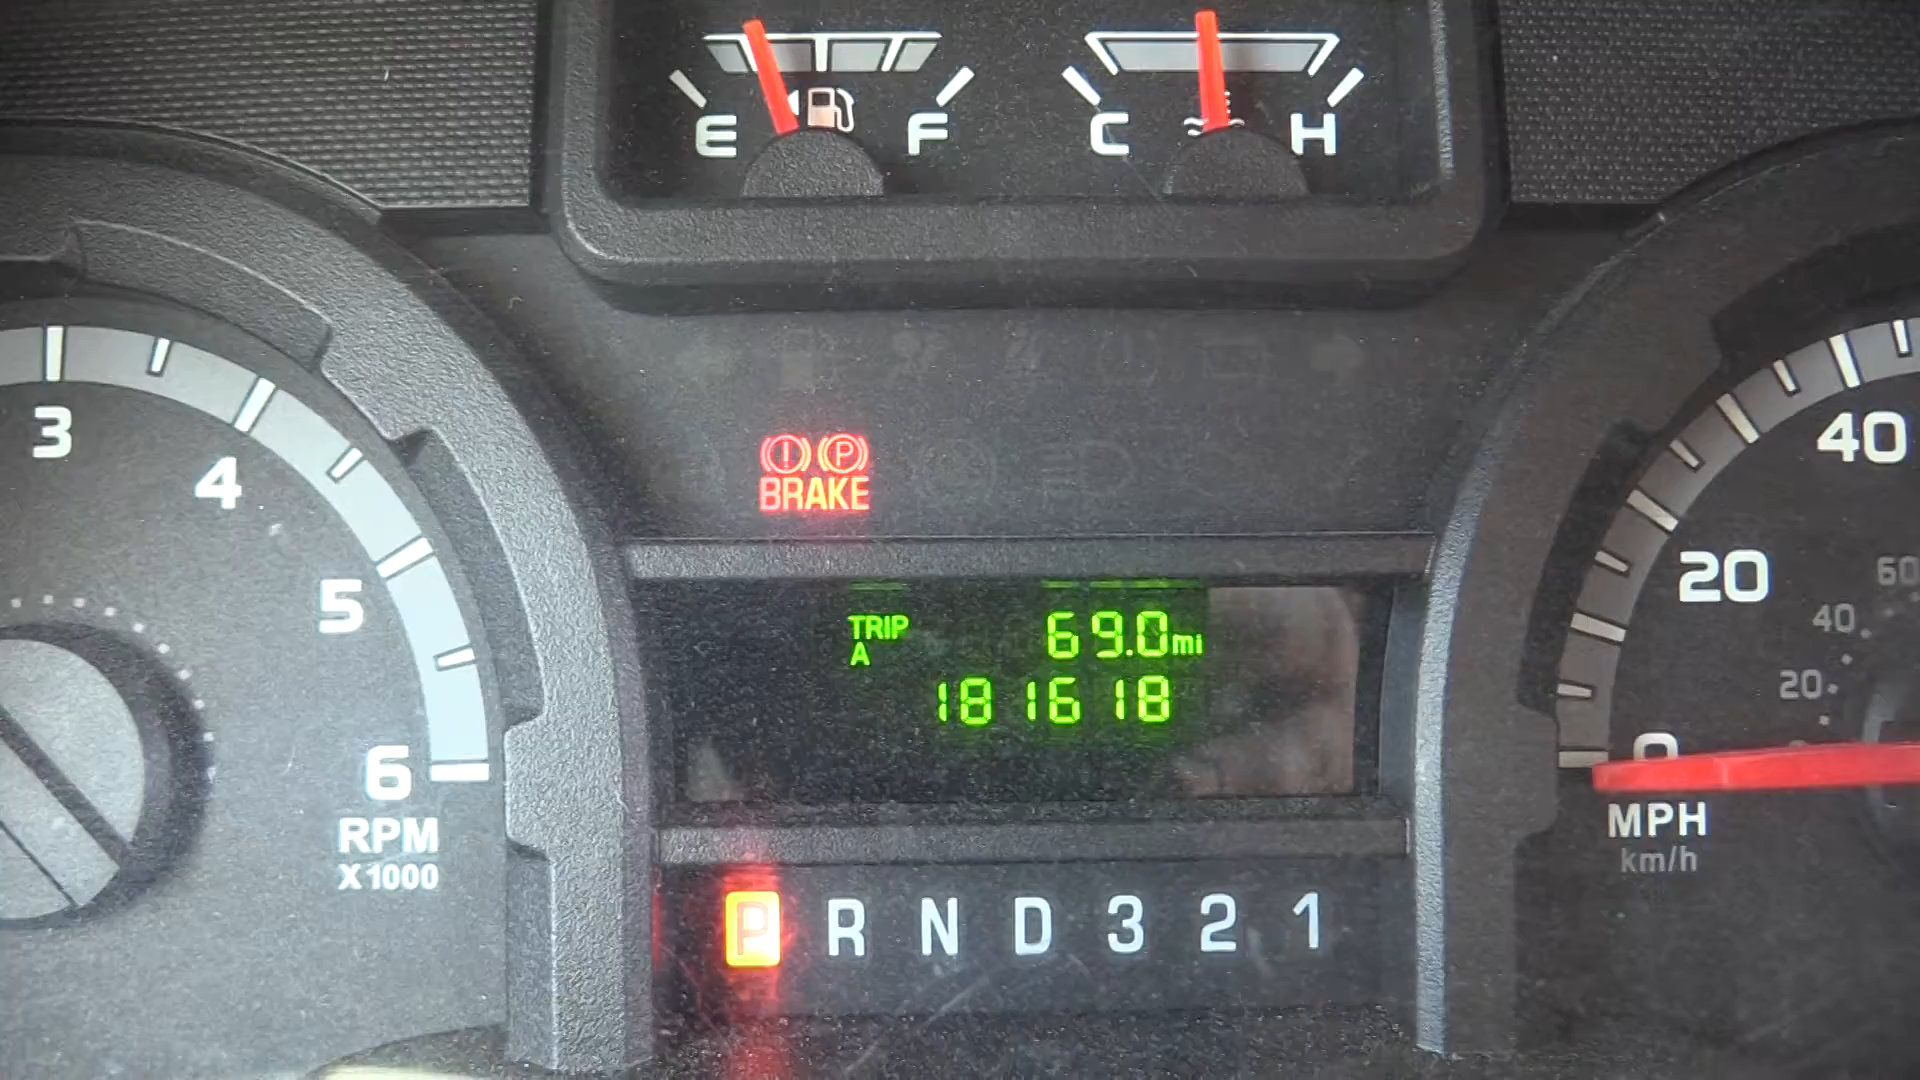 E F
C H
3
4
5
6
RPM
X1000
BRAKE
TRIP
A
69.0mi
181618
P R N D 3 2 1
40
20
0
MPH
km/h
60
40
20